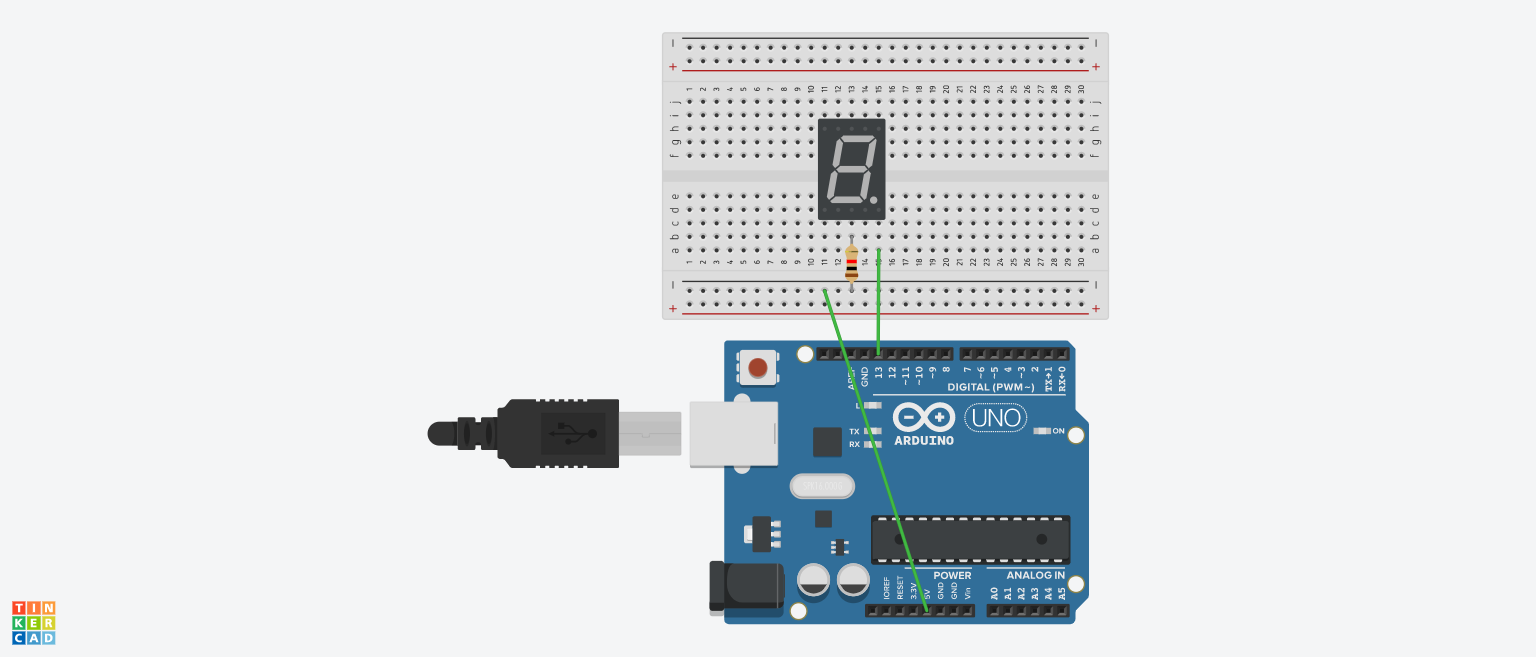 1 2 3 4 5 6 7 8 9 10 11 12 13 14 15 16 17 18 19 20 21 22 23 24 25 26 27 28 29 30
j j
i i
h h
g g
f f
e e
d d
c c
b b
a a
1 2 3 4 5 6 7 8 9 10 11 12 13 14 15 16 17 18 19 20 21 22 23 24 25 26 27 28 29 30
AREF GND 13 12 ~11 ~10 ~9 8 7 ~6 ~5 4 ~3 2 TX→1 RX←0
DIGITAL (PWM~)
L
TX
RX
UNO
ON
ARDUINO
POWER
ANALOG IN
IOREF RESET 3.3V 5V GND GND Vin A0 A1 A2 A3 A4 A5
TIN
KER
CAD